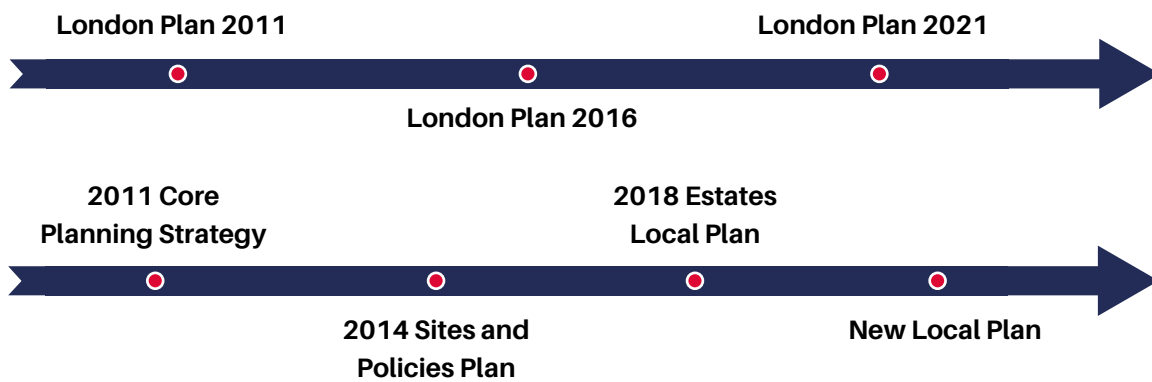 London Plan 2011
London Plan 2021
London Plan 2016
2011 Core
Planning Strategy
2018 Estates
Local Plan
2014 Sites and
Policies Plan
New Local Plan